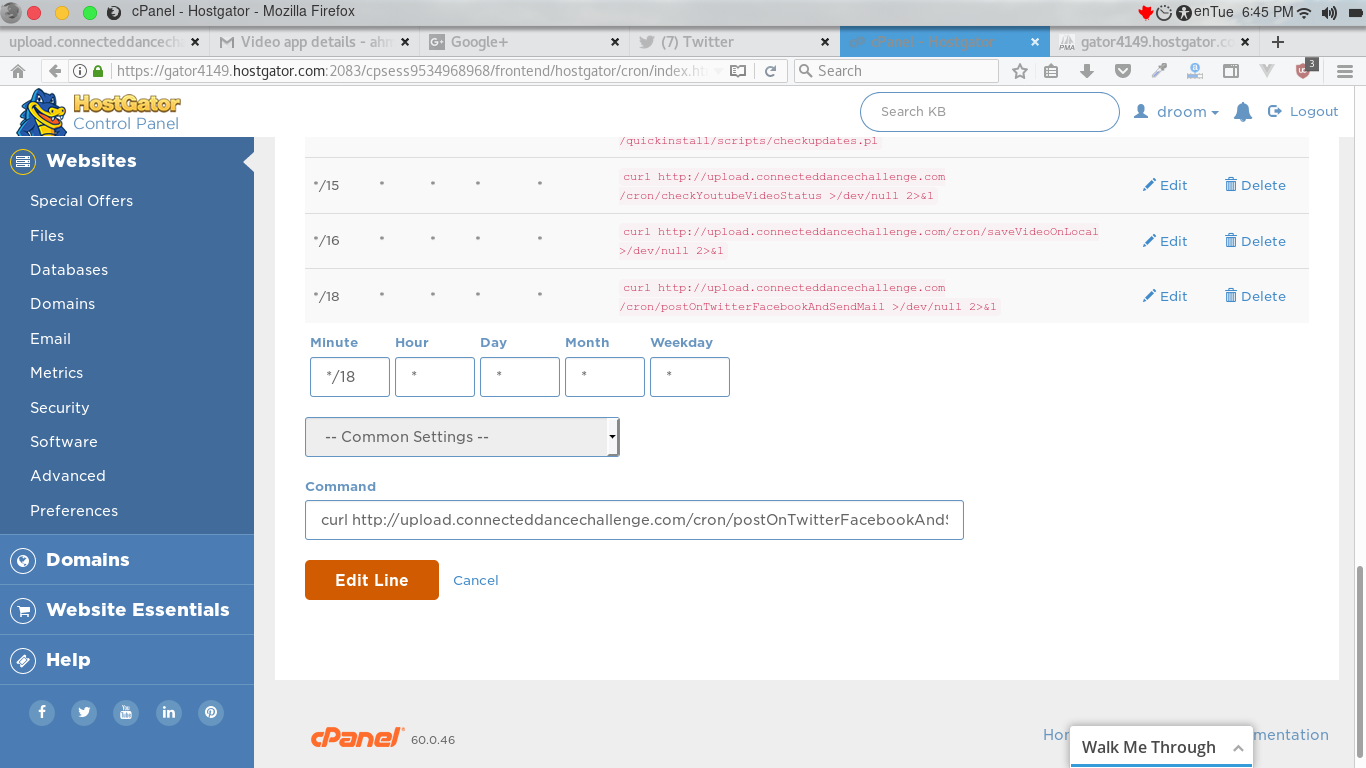 cPanel - Hostgator - Mozilla Firefox
en Tue 6:45 PM
upload.connecteddancech
Video app details - ahm
Google+
(7) Twitter
cPanel - Hostgator
PMA gator4149.hostgator.co
https://gator4149.hostgator.com:2083/cpsess9534968968/frontend/hostgator/cron/index.ht
Search
3
HostGator
Control Panel
Search KB
droom
Logout
Websites
Special Offers
Files
Databases
Domains
Email
Metrics
Security
Software
Advanced
Preferences
Domains
Website Essentials
Help
/quickinstall/scripts/checkupdates.pl
*/15 * * * * curl http://upload.connecteddancechallenge.com
/cron/checkYoutubeVideoStatus >/dev/null 2>&1
Edit Delete
*/16 * * * * curl http://upload.connecteddancechallenge.com/cron/saveVideoOnLocal
>/dev/null 2>&1
Edit Delete
*/18 * * * * curl http://upload.connecteddancechallenge.com
/cron/postOnTwitterFacebookAndSendMail >/dev/null 2>&1
Edit Delete
Minute Hour Day Month Weekday
*/18 * * * *
-- Common Settings --
Command
curl http://upload.connecteddancechallenge.com/cron/postOnTwitterFacebookAndS
Edit Line Cancel
cPanel 60.0.46
Hor
mentation
Walk Me Through